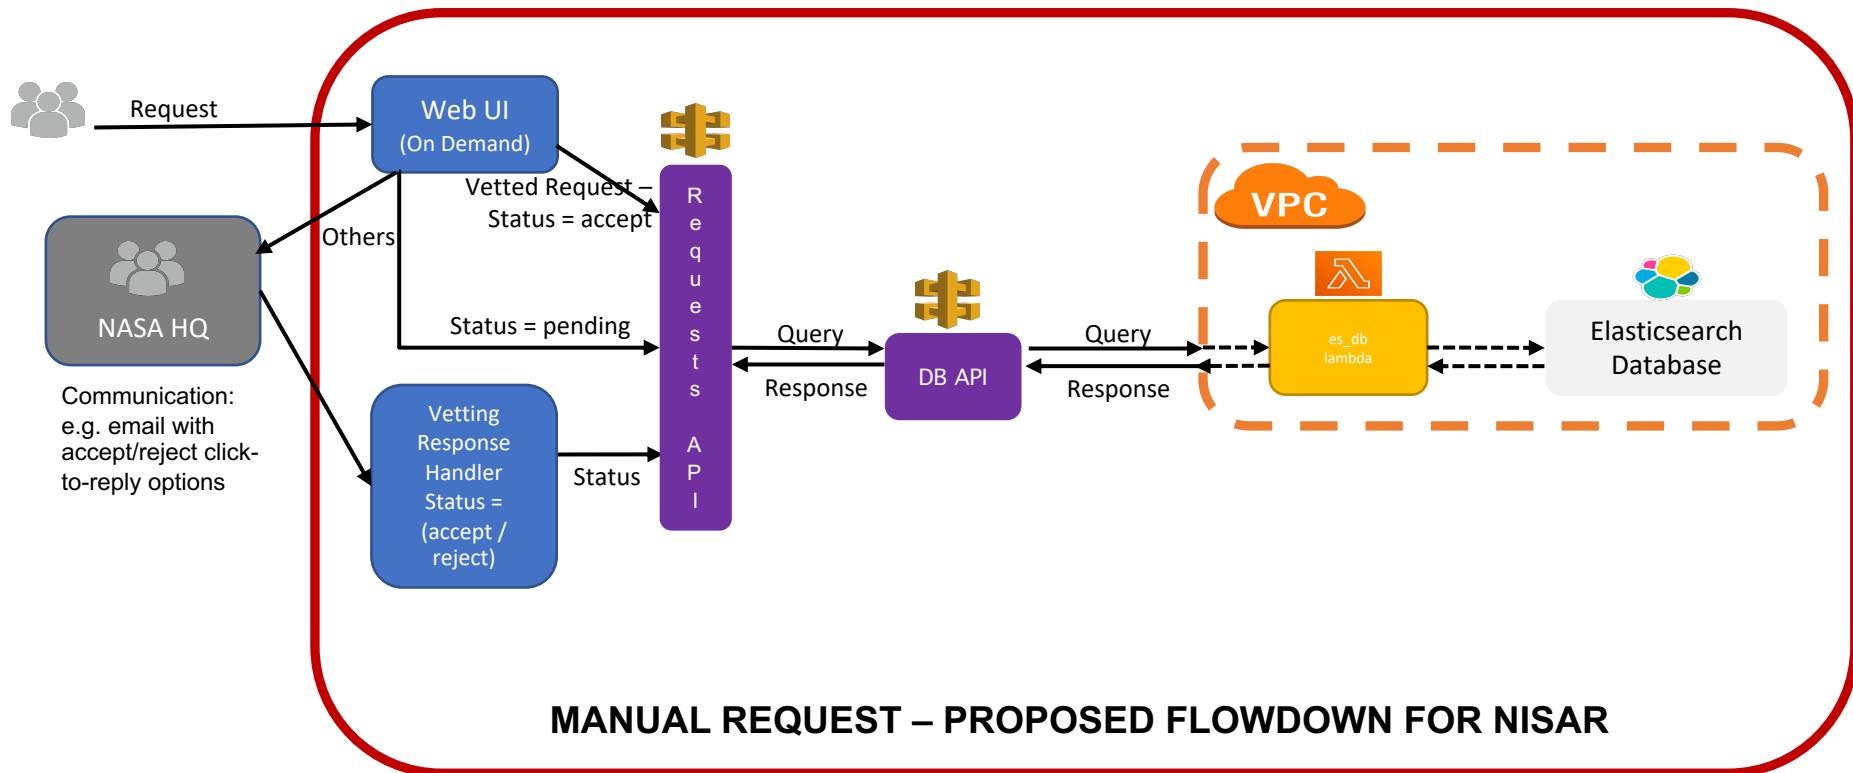 Request
Web UI
(On Demand)
Vetted Request –
Status = accept
Others
NASA HQ
Communication:
e.g. email with
accept/reject click-
to-reply options
Status = pending
Vetting
Response
Handler
Status =
(accept /
reject)
Status
Requests API
Query
Response
DB API
Query
Response
VPC
es_db
lambda
Elasticsearch
Database
MANUAL REQUEST – PROPOSED FLOWDOWN FOR NISAR